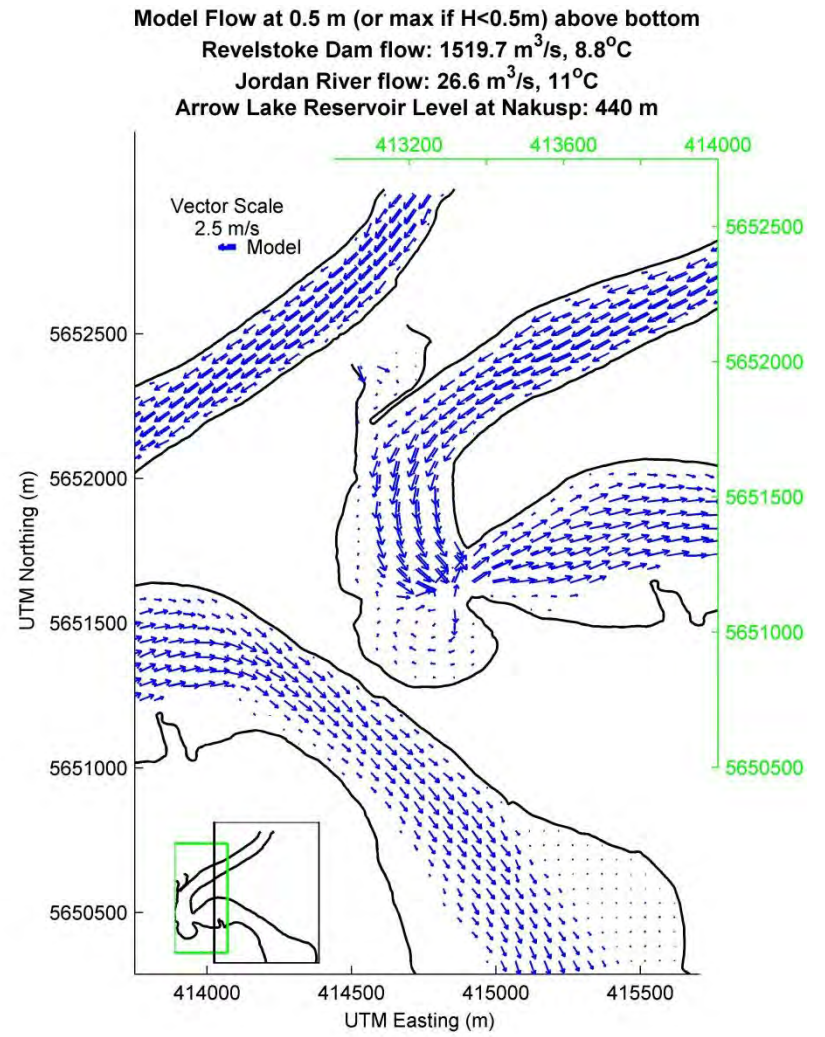 Model Flow at 0.5 m (or max if H<0.5m) above bottom
Revelstoke Dam flow: 1519.7 m³/s, 8.8°C
Jordan River flow: 26.6 m³/s, 11°C
Arrow Lake Reservoir Level at Nakusp: 440 m
413200 413600 414000
Vector Scale
2.5 m/s
Model
5652500
5652000
5651500
5651000
5650500
UTM Northing (m)
5652500
5652000
5651500
5651000
5650500
414000 414500 415000 415500
UTM Easting (m)